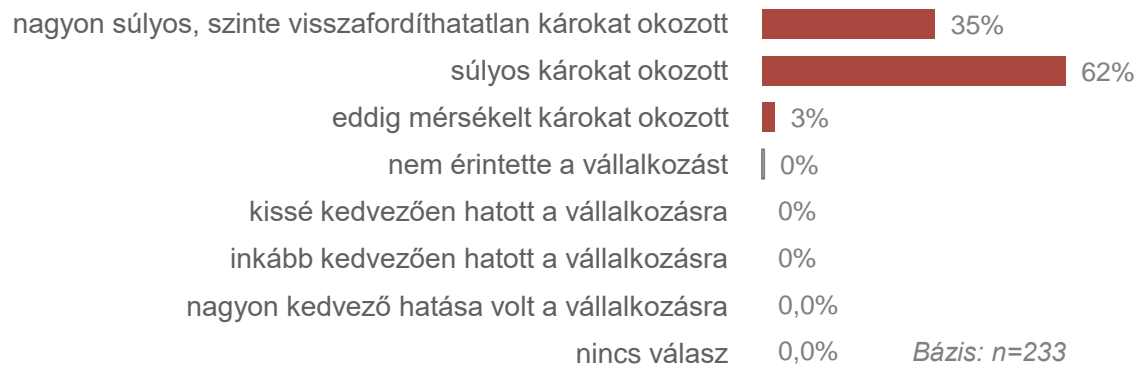 nagyon súlyos, szinte visszafordíthatatlan károkat okozott 35%
súlyos károkat okozott 62%
eddig mérsékelt károkat okozott 3%
nem érintette a vállalkozást 0%
kissé kedvezően hatott a vállalkozásra 0%
inkább kedvezően hatott a vállalkozásra 0%
nagyon kedvező hatása volt a vállalkozásra 0,0%
nincs válasz 0,0% Bázis: n=233